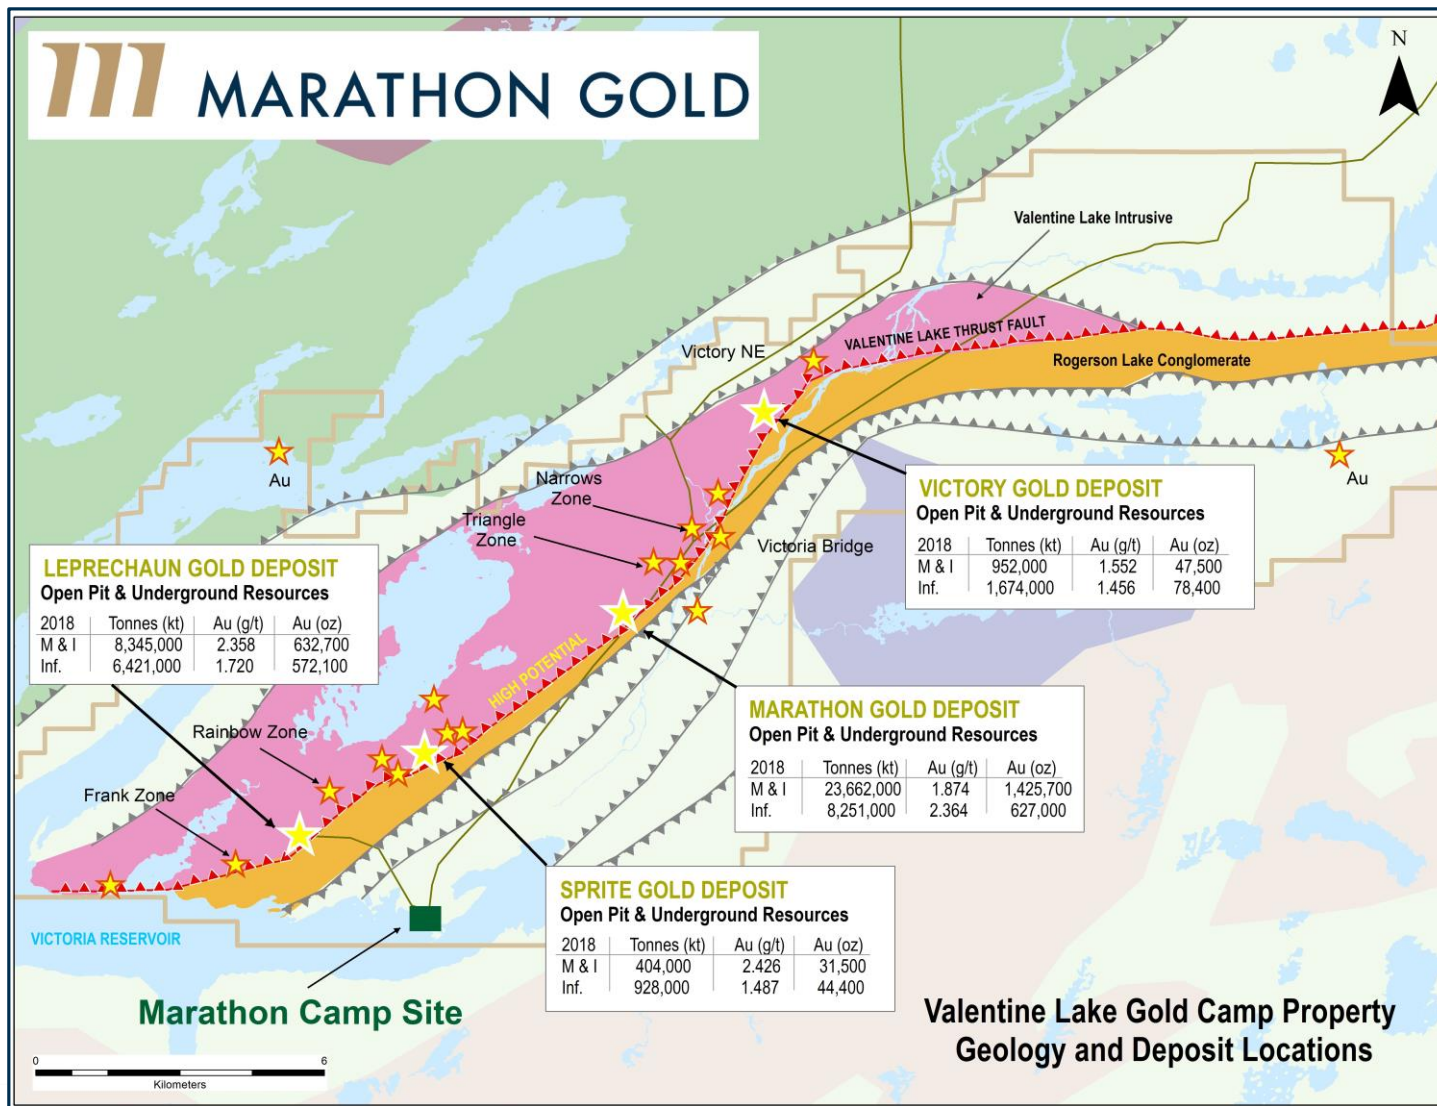 MARATHON GOLD
N
Valentine Lake Intrusive
VALENTINE LAKE THRUST FAULT
Rogerson Lake Conglomerate
Victory NE
Au
Narrows
Zone
Triangle
Zone
Victoria Bridge
Au
VICTORY GOLD DEPOSIT
Open Pit & Underground Resources
2018 Tonnes (kt) Au (g/t) Au (oz)
M & I 952,000 1.552 47,500
Inf. 1,674,000 1.456 78,400
LEPRECHAUN GOLD DEPOSIT
Open Pit & Underground Resources
2018 Tonnes (kt) Au (g/t) Au (oz)
M & I 8,345,000 2.358 632,700
Inf. 6,421,000 1.720 572,100
HIGH POTENTIAL
MARATHON GOLD DEPOSIT
Open Pit & Underground Resources
2018 Tonnes (kt) Au (g/t) Au (oz)
M & I 23,662,000 1.874 1,425,700
Inf. 8,251,000 2.364 627,000
Rainbow Zone
Frank Zone
SPRITE GOLD DEPOSIT
Open Pit & Underground Resources
2018 Tonnes (kt) Au (g/t) Au (oz)
M & I 404,000 2.426 31,500
Inf. 928,000 1.487 44,400
VICTORIA RESERVOIR
Marathon Camp Site
Valentine Lake Gold Camp Property
Geology and Deposit Locations
0 6
Kilometers